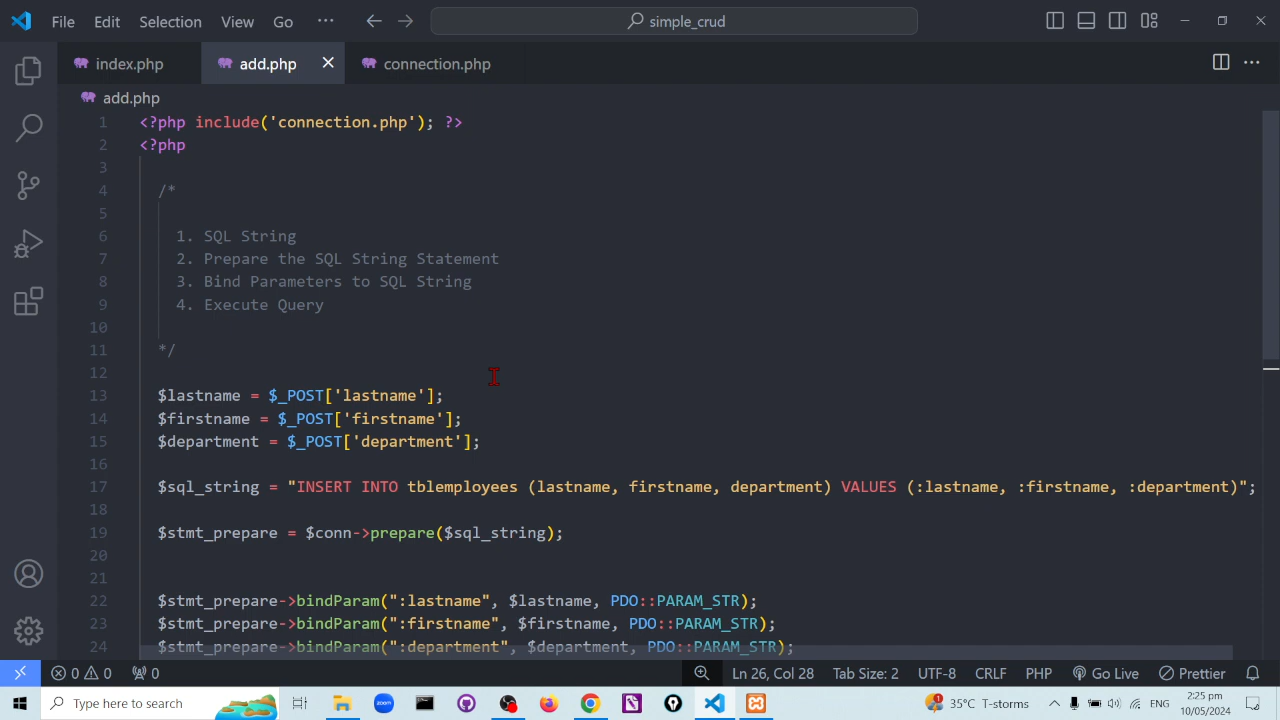 File Edit Selection View Go ··· simple_crud
index.php add.php connection.php
add.php
1 <?php include('connection.php'); ?>
2 <?php
3
4 /*
5
6 1. SQL String
7 2. Prepare the SQL String Statement
8 3. Bind Parameters to SQL String
9 4. Execute Query
10
11 */
12
13 $lastname = $_POST['lastname'];
14 $firstname = $_POST['firstname'];
15 $department = $_POST['department'];
16
17 $sql_string = "INSERT INTO tblemployees (lastname, firstname, department) VALUES (:lastname, :firstname, :department)";
18
19 $stmt_prepare = $conn->prepare($sql_string);
20
21
22 $stmt_prepare->bindParam(":lastname", $lastname, PDO::PARAM_STR);
23 $stmt_prepare->bindParam(":firstname", $firstname, PDO::PARAM_STR);
24 $stmt_prepare->bindParam(":department", $department, PDO::PARAM_STR);
0 0 0 Ln 26, Col 28 Tab Size: 2 UTF-8 CRLF PHP Go Live Prettier
Type here to search zoom 35°C T-storms ENG 2:25 pm
10/05/2024